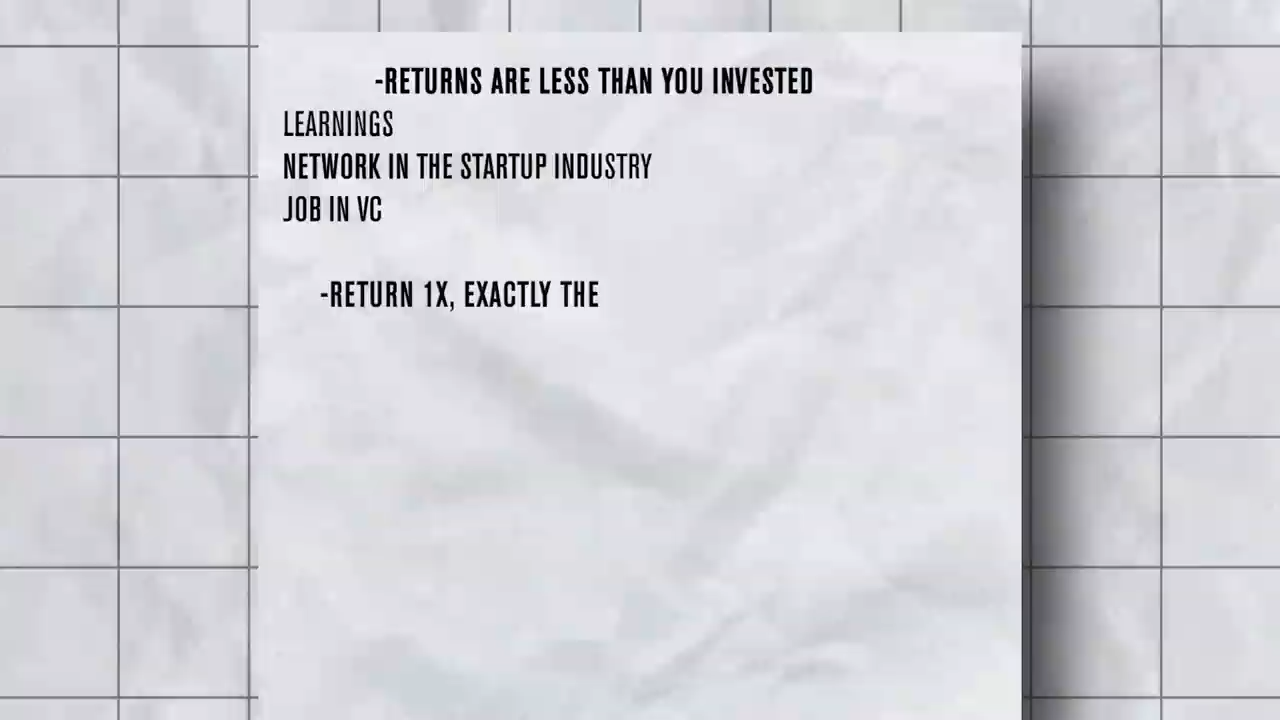 -RETURNS ARE LESS THAN YOU INVESTED
LEARNINGS
NETWORK IN THE STARTUP INDUSTRY
JOB IN VC
-RETURN 1X, EXACTLY THE